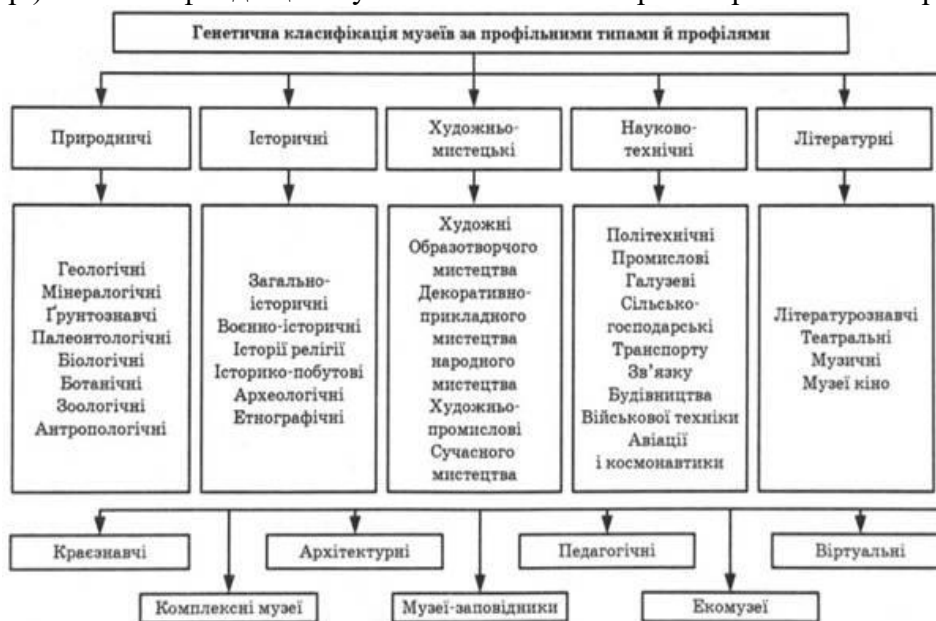 Генетична класифікація музеїв за профільними типами й профілями
Природничі
Історичні
Художньо-
мистецькі
Науково-
технічні
Літературні
Геологічні
Мінералогічні
Ґрунтознавчі
Палеонтологічні
Біологічні
Ботанічні
Зоологічні
Антропологічні
Загально-
історичні
Воєнно-історичні
Історії релігії
Історико-побутові
Археологічні
Етнографічні
Художні
Образотворчого
мистецтва
Декоративно-
прикладного
мистецтва
народного
мистецтва
Художньо-
промислові
Сучасного
мистецтва
Політехнічні
Промислові
Галузеві
Сільсько-
господарські
Транспорту
Зв’язку
Будівництва
Військової техніки
Авіації
і космонавтики
Літературознавчі
Театральні
Музичні
Музеї кіно
Краєзнавчі
Архітектурні
Педагогічні
Віртуальні
Комплексні музеї
Музеї-заповідники
Екомузеї